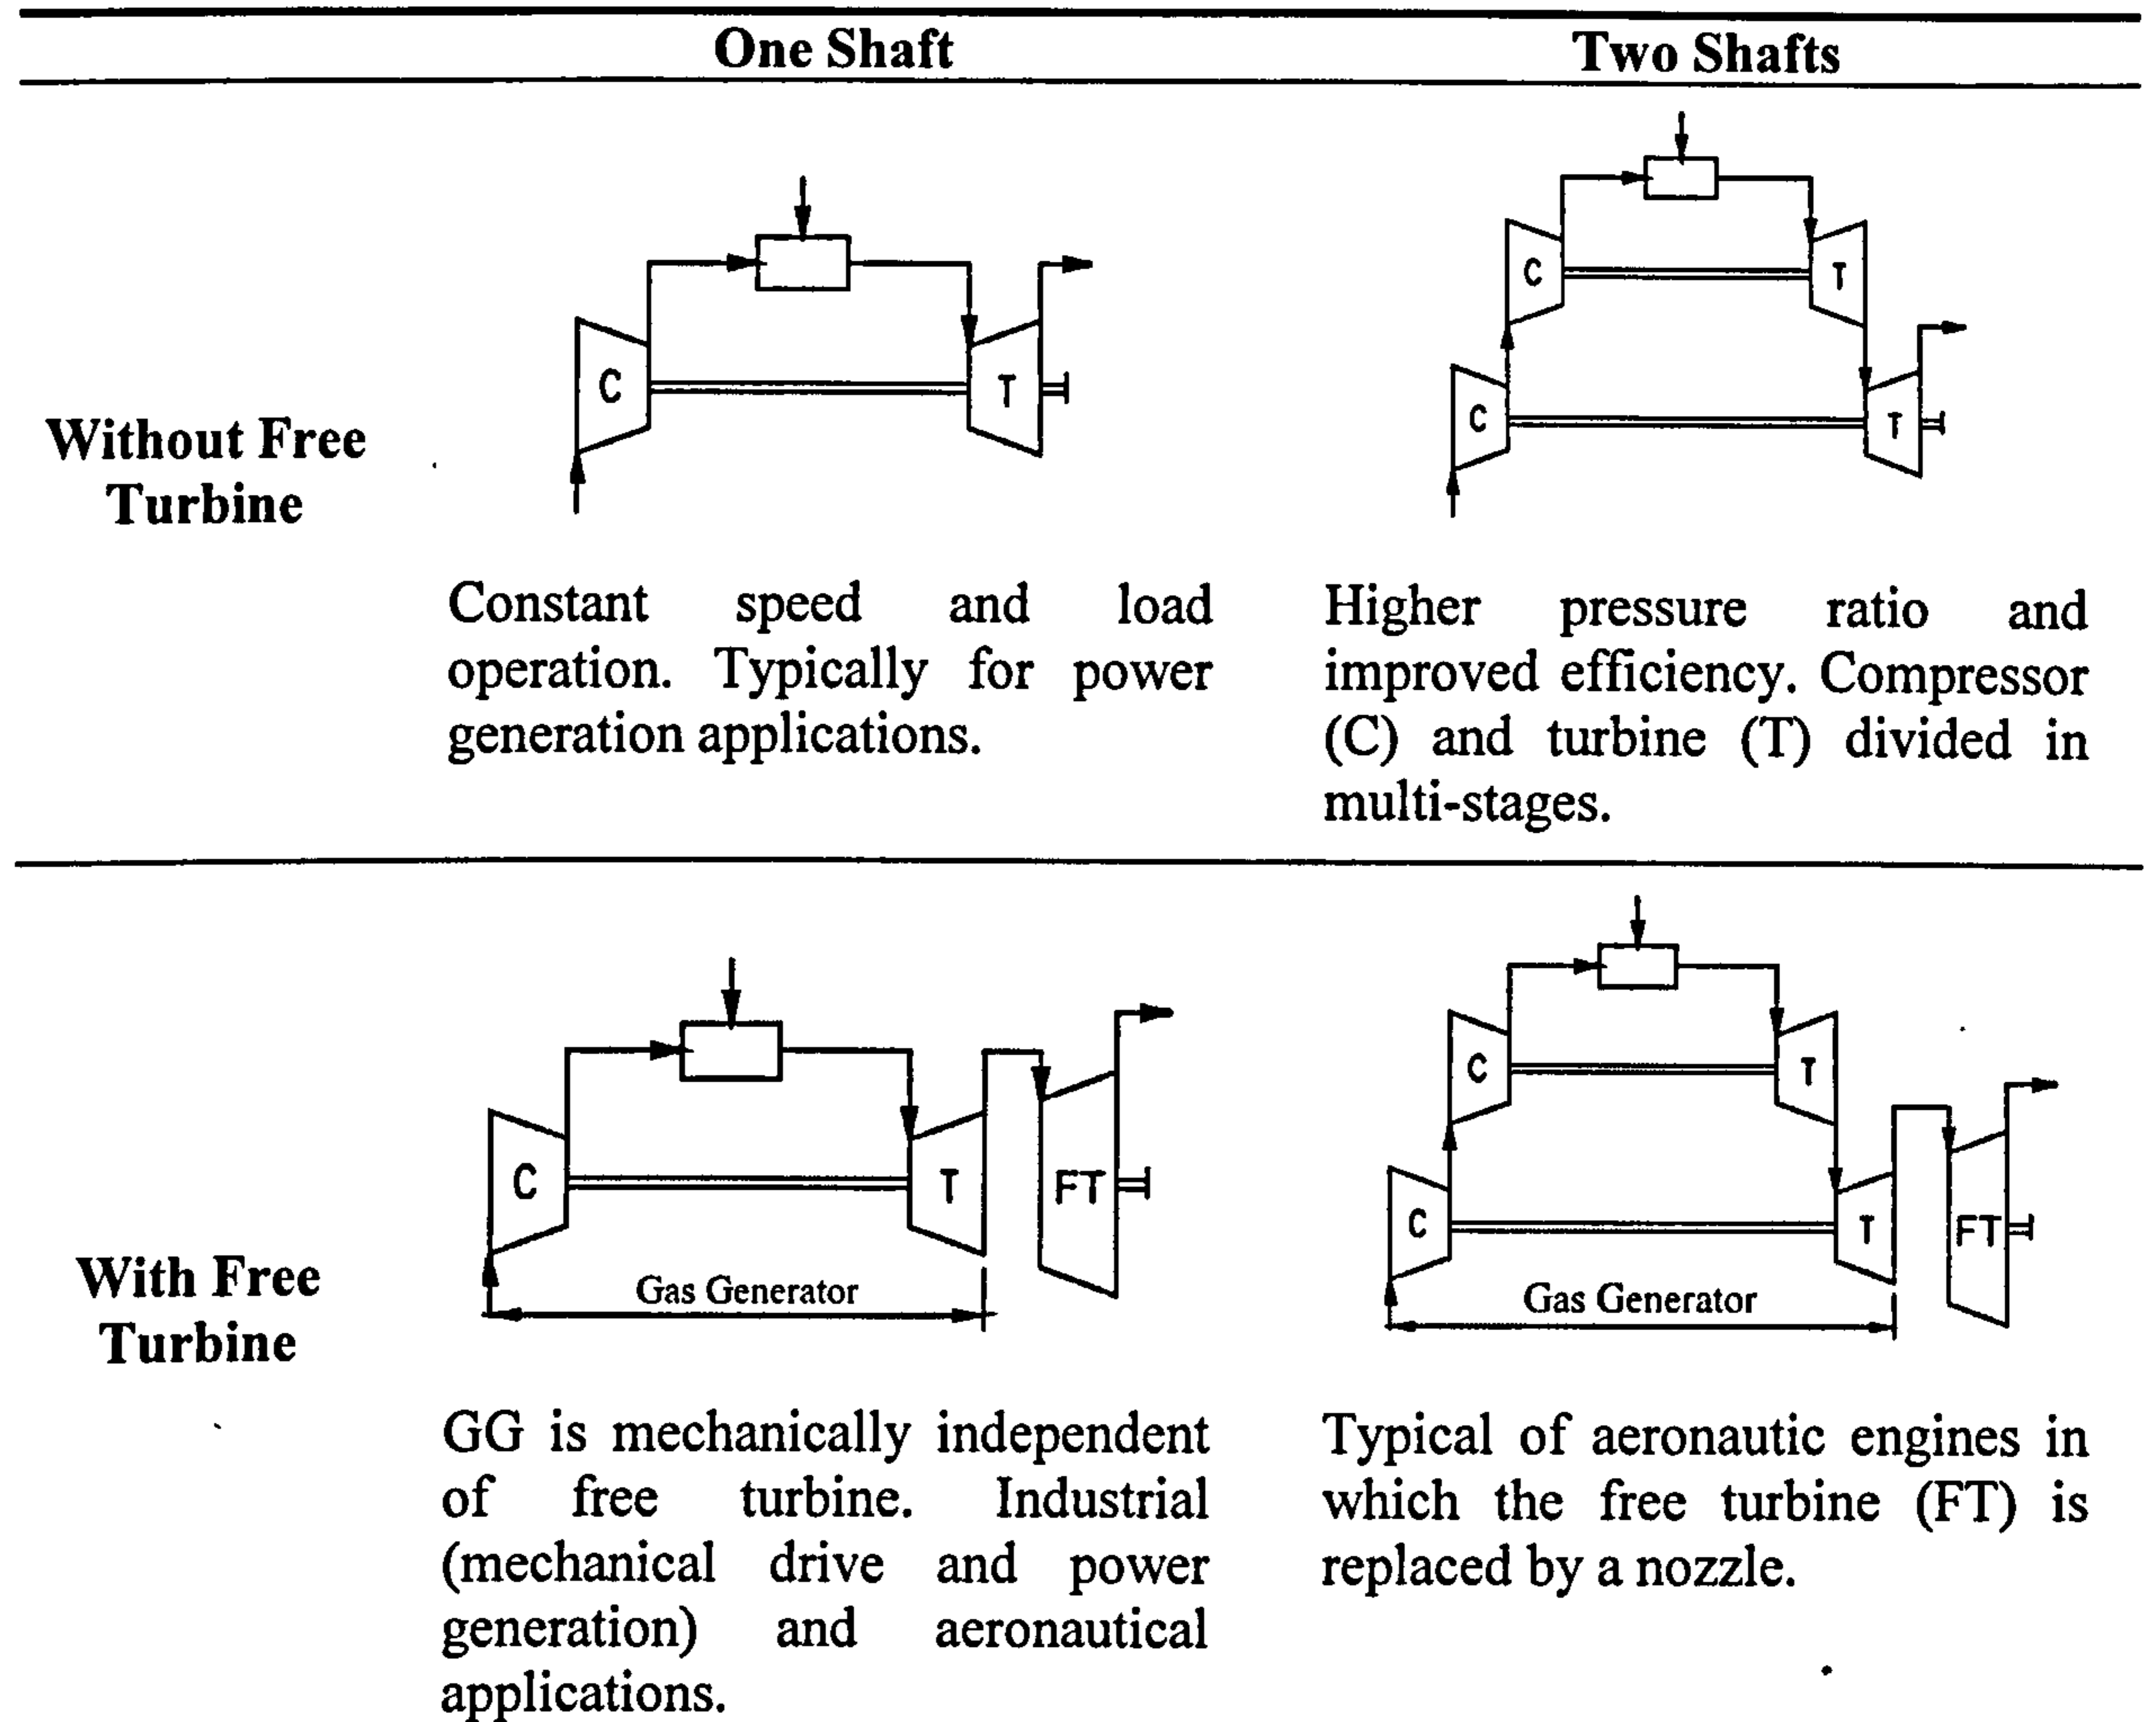 One Shaft
Two Shafts
Without Free
Turbine
C
T
C
T
C
T
Constant speed and load
operation. Typically for power
generation applications.
Higher pressure ratio and
improved efficiency. Compressor
(C) and turbine (T) divided in
multi-stages.
With Free
Turbine
C
T
FT
Gas Generator
C
T
C
T
FT
Gas Generator
GG is mechanically independent
of free turbine. Industrial
(mechanical drive and power
generation) and aeronautical
applications.
Typical of aeronautic engines in
which the free turbine (FT) is
replaced by a nozzle.